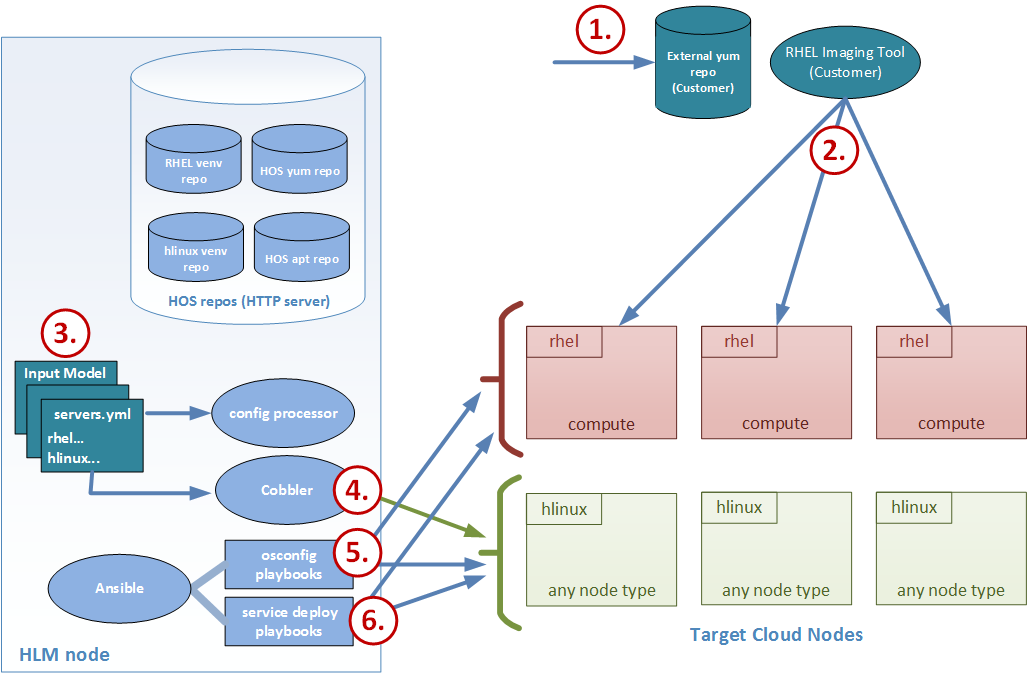 1.
External yum
repo
(Customer)
RHEL Imaging Tool
(Customer)
2.
RHEL venv
repo
HOS yum repo
hlinux venv
repo
HOS apt repo
HOS repos (HTTP server)
3.
Input Model
servers.yml
rhel...
hlinux...
config processor
Cobbler
4.
Ansible
osconfig
playbooks
5.
service deploy
playbooks
6.
HLM node
rhel
compute
rhel
compute
rhel
compute
hlinux
any node type
hlinux
any node type
hlinux
any node type
Target Cloud Nodes